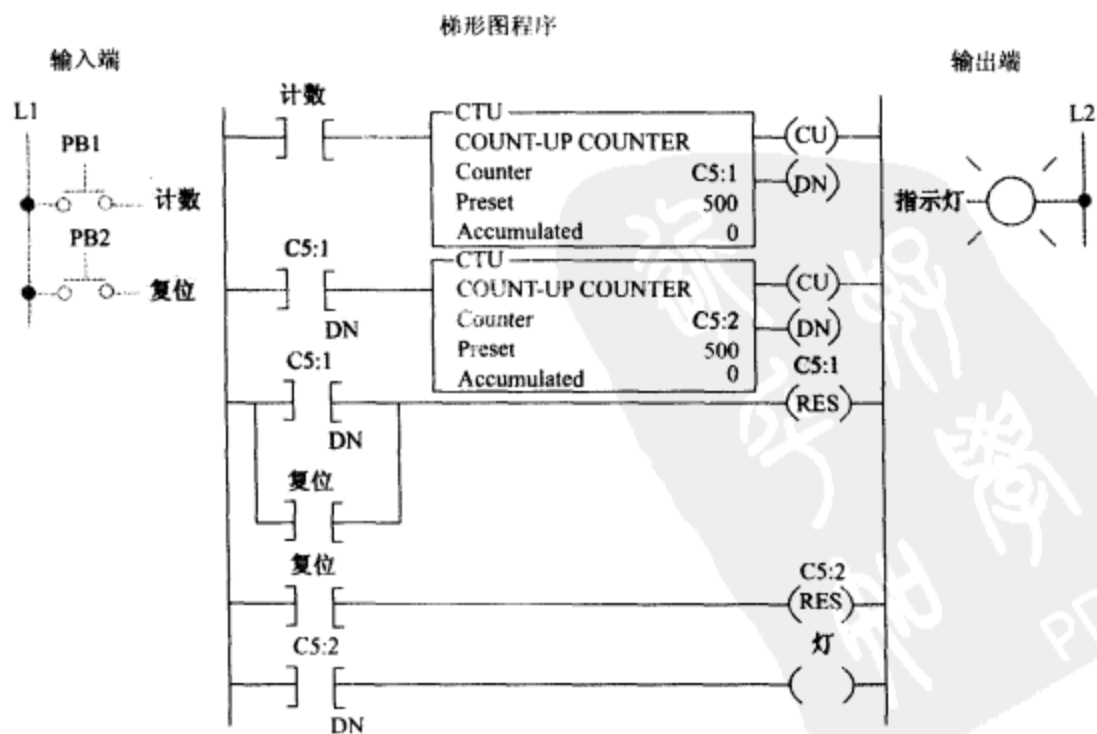 梯形图程序
输入端
输出端
L1
PB1
计数
PB2
复位
计数
CTU
COUNT-UP COUNTER
Counter C5:1
Preset 500
Accumulated 0
CU
DN
L2
指示灯
C5:1
DN
CTU
COUNT-UP COUNTER
Counter C5:2
Preset 500
Accumulated 0
CU
DN
C5:1
DN
C5:1
RES
复位
复位
C5:2
RES
C5:2
DN
灯